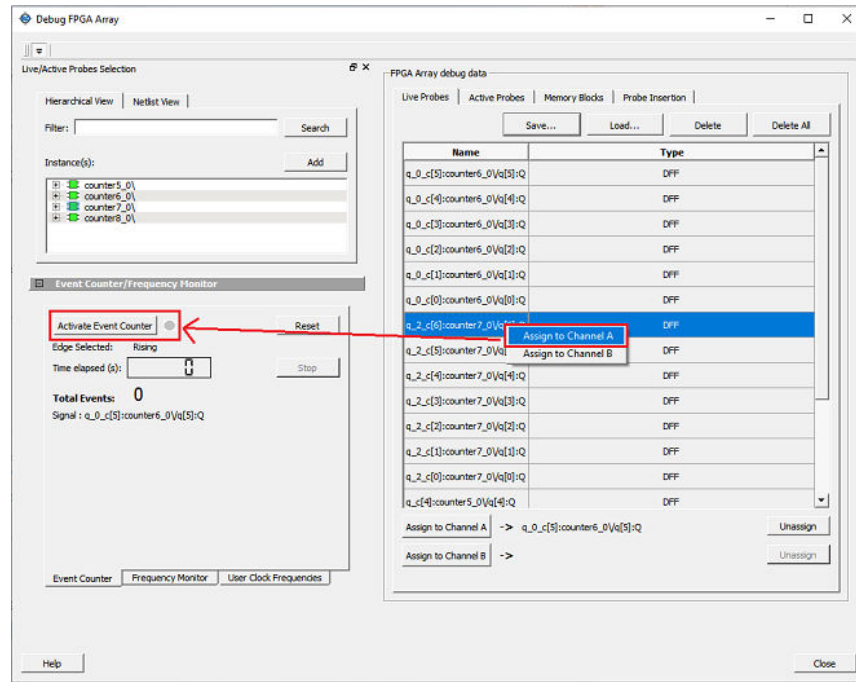 Debug FPGA Array
Live/Active Probes Selection
Hierarchical View
Netlist View
Filter:
Search
Instance(s):
Add
counter5_0\
counter6_0\
counter7_0\
counter8_0\
Event Counter/Frequency Monitor
Activate Event Counter
Reset
Edge Selected: Rising
Time elapsed (s): 0
Stop
Total Events: 0
Signal : q_0_c[5]:counter6_0\/q[5]:Q
Event Counter
Frequency Monitor
User Clock Frequencies
FPGA Array debug data
Live Probes
Active Probes
Memory Blocks
Probe Insertion
Save...
Load...
Delete
Delete All
Name Type
q_0_c[5]:counter6_0\/q[5]:Q DFF
q_0_c[4]:counter6_0\/q[4]:Q DFF
q_0_c[3]:counter6_0\/q[3]:Q DFF
q_0_c[2]:counter6_0\/q[2]:Q DFF
q_0_c[1]:counter6_0\/q[1]:Q DFF
q_0_c[0]:counter6_0\/q[0]:Q DFF
q_2_c[6]:counter7_0\/ DFF
Assign to Channel A
q_2_c[5]:counter7_0\/q[ DFF
Assign to Channel B
q_2_c[4]:counter7_0\/q[4]:Q DFF
q_2_c[3]:counter7_0\/q[3]:Q DFF
q_2_c[2]:counter7_0\/q[2]:Q DFF
q_2_c[1]:counter7_0\/q[1]:Q DFF
q_2_c[0]:counter7_0\/q[0]:Q DFF
q_c[4]:counter5_0\/q[4]:Q DFF
Assign to Channel A -> q_0_c[5]:counter6_0\/q[5]:Q Unassign
Assign to Channel B -> Unassign
Help
Close